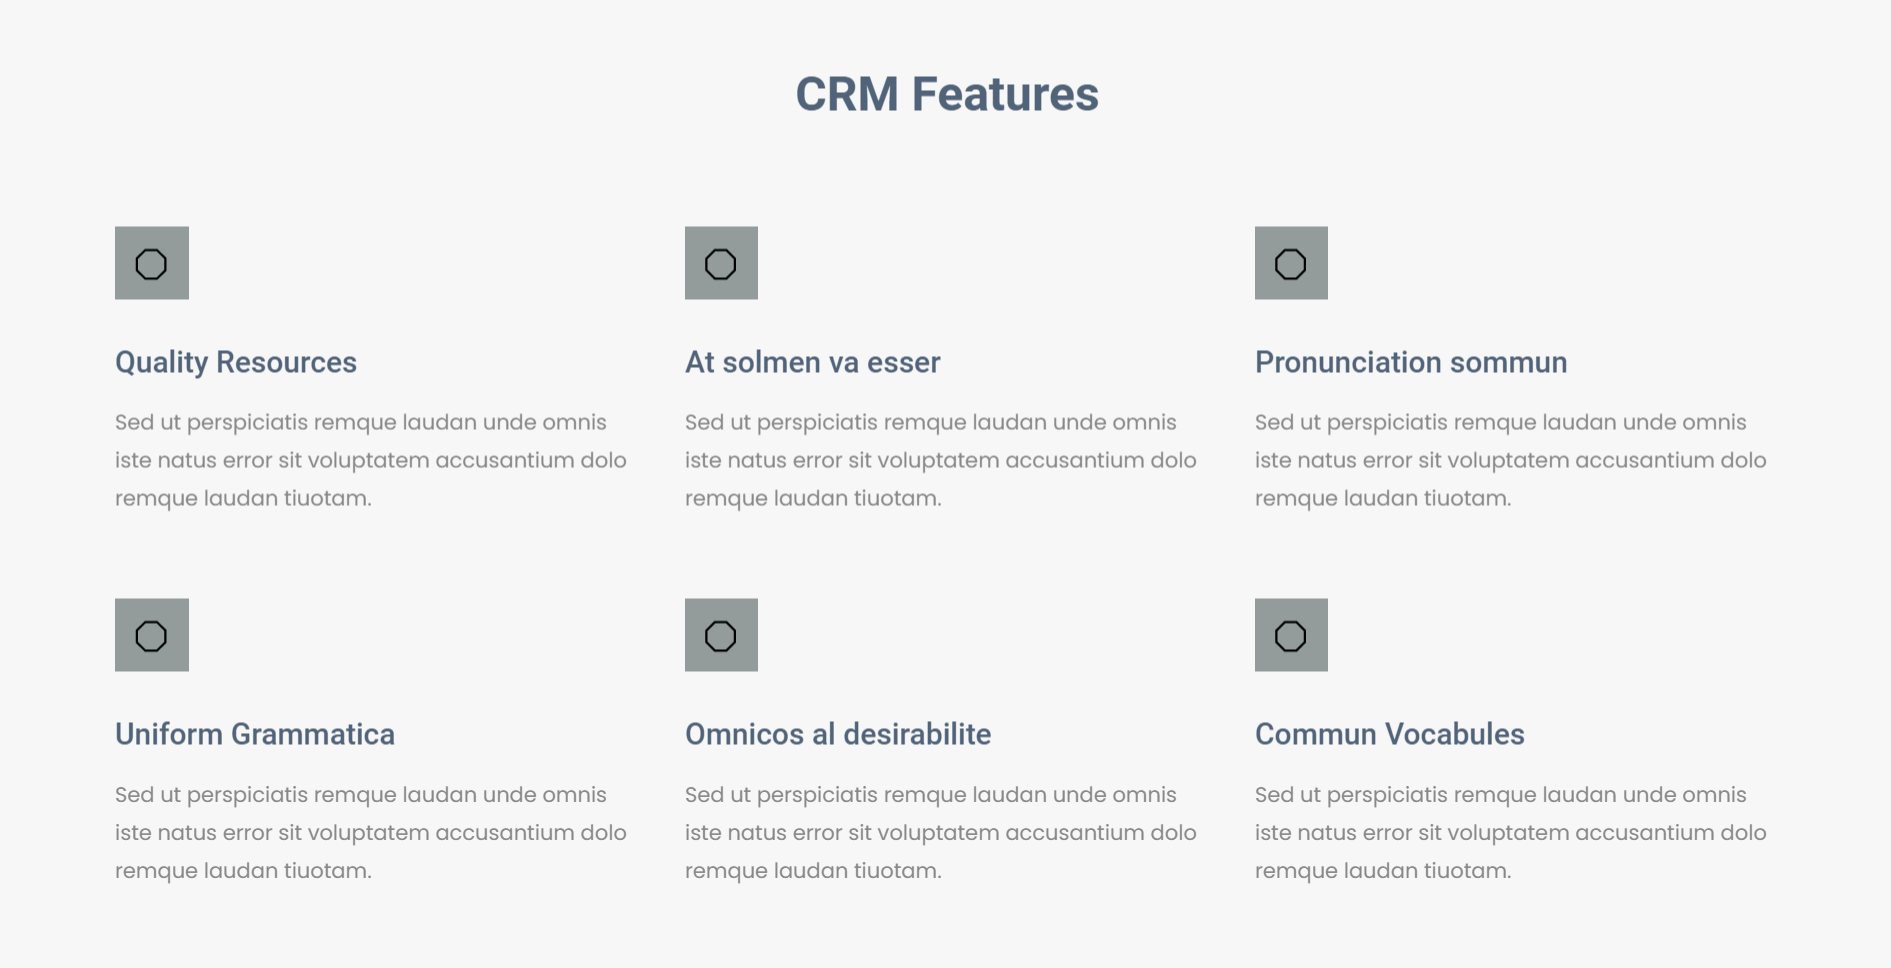 CRM Features
Quality Resources
Sed ut perspiciatis remque laudan unde omnis
iste natus error sit voluptatem accusantium dolo
remque laudan tiuotam.
At solmen va esser
Sed ut perspiciatis remque laudan unde omnis
iste natus error sit voluptatem accusantium dolo
remque laudan tiuotam.
Pronunciation sommun
Sed ut perspiciatis remque laudan unde omnis
iste natus error sit voluptatem accusantium dolo
remque laudan tiuotam.
Uniform Grammatica
Sed ut perspiciatis remque laudan unde omnis
iste natus error sit voluptatem accusantium dolo
remque laudan tiuotam.
Omnicos al desirabilite
Sed ut perspiciatis remque laudan unde omnis
iste natus error sit voluptatem accusantium dolo
remque laudan tiuotam.
Commun Vocabules
Sed ut perspiciatis remque laudan unde omnis
iste natus error sit voluptatem accusantium dolo
remque laudan tiuotam.